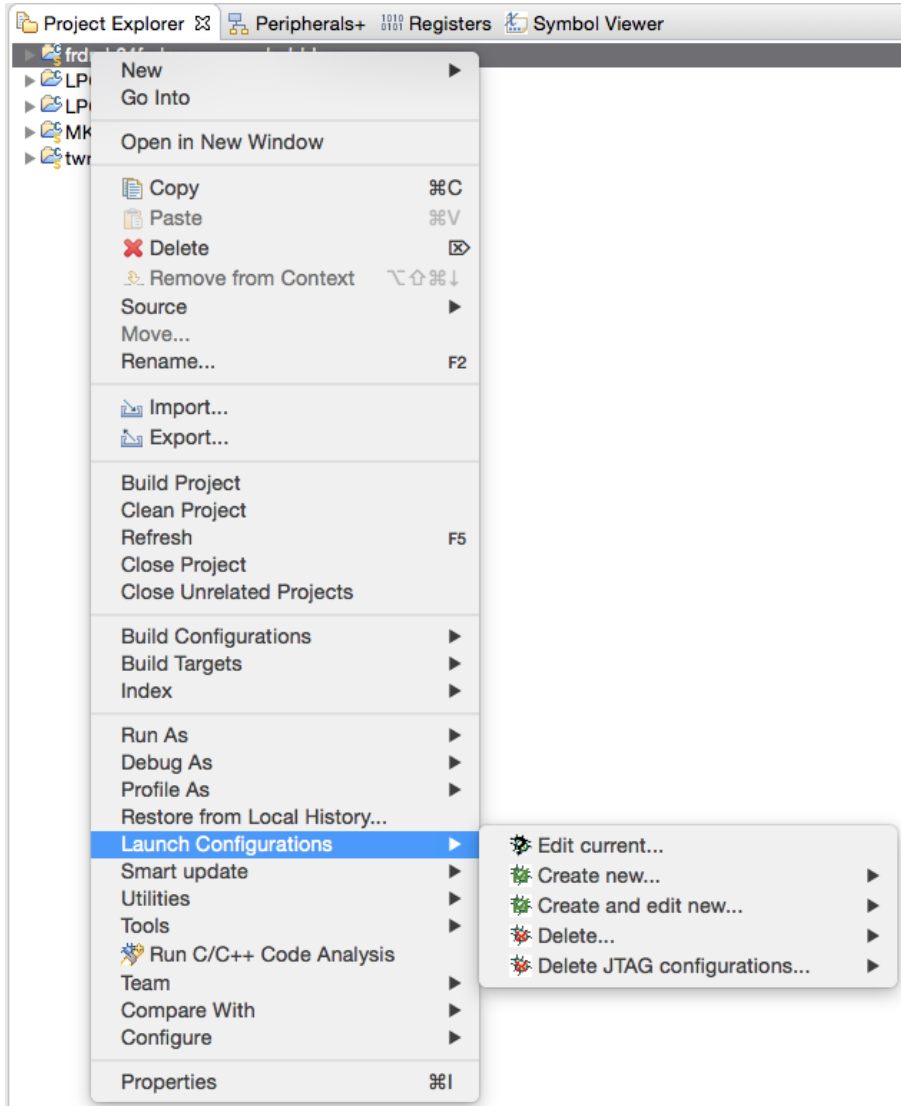 Project Explorer Peripherals+ Registers Symbol Viewer
New
Go Into
Open in New Window
Copy ⌘C
Paste ⌘V
Delete ⌦
Remove from Context ⌥⇧⌘↓
Source
Move...
Rename... F2
Import...
Export...
Build Project
Clean Project
Refresh F5
Close Project
Close Unrelated Projects
Build Configurations
Build Targets
Index
Run As
Debug As
Profile As
Restore from Local History...
Launch Configurations
Edit current...
Create new...
Create and edit new...
Delete...
Delete JTAG configurations...
Smart update
Utilities
Tools
Run C/C++ Code Analysis
Team
Compare With
Configure
Properties ⌘I